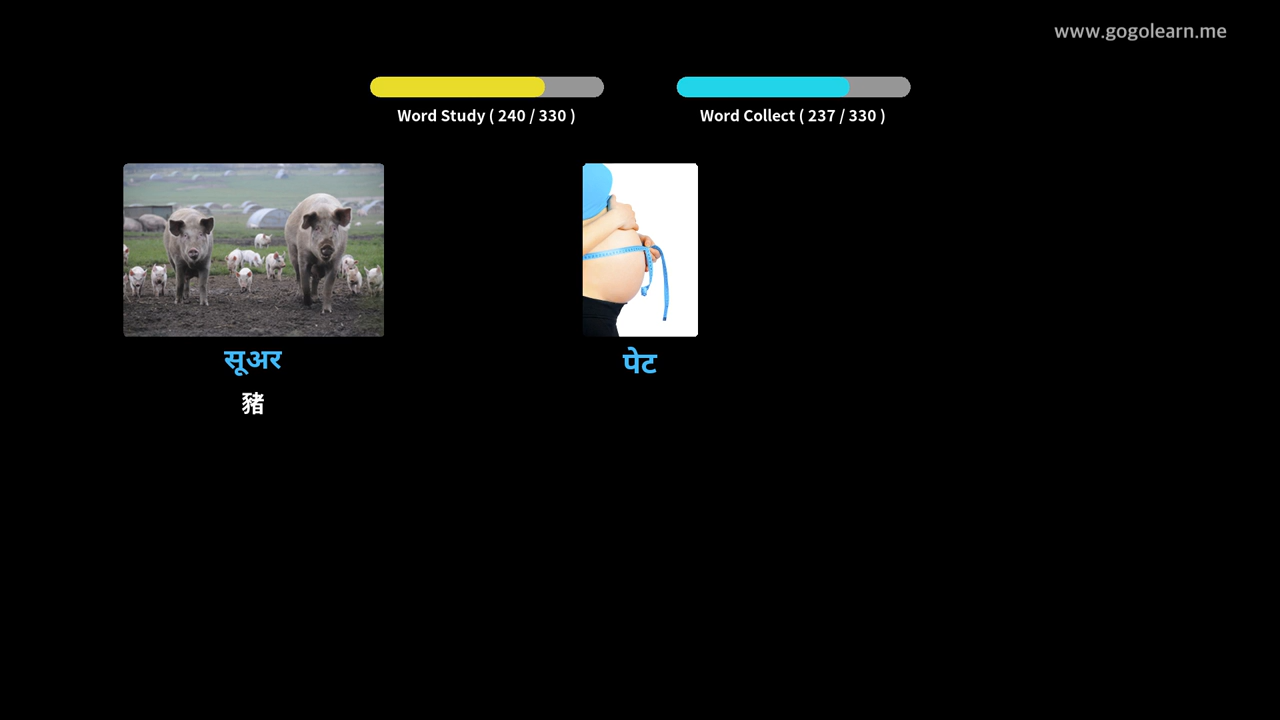 www.gogolearn.me
Word Study ( 240 / 330 )
Word Collect ( 237 / 330 )
सूअर
पेट
豬